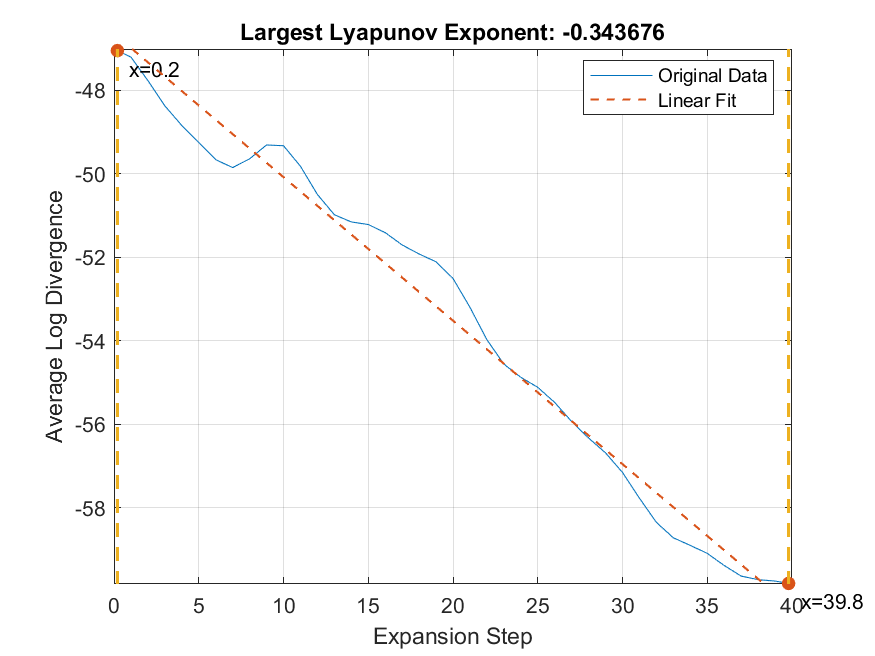 Largest Lyapunov Exponent: -0.343676
x=0.2
Original Data
Linear Fit
-48
-50
-52
-54
-56
-58
Average Log Divergence
0 5 10 15 20 25 30 35 40
x=39.8
Expansion Step